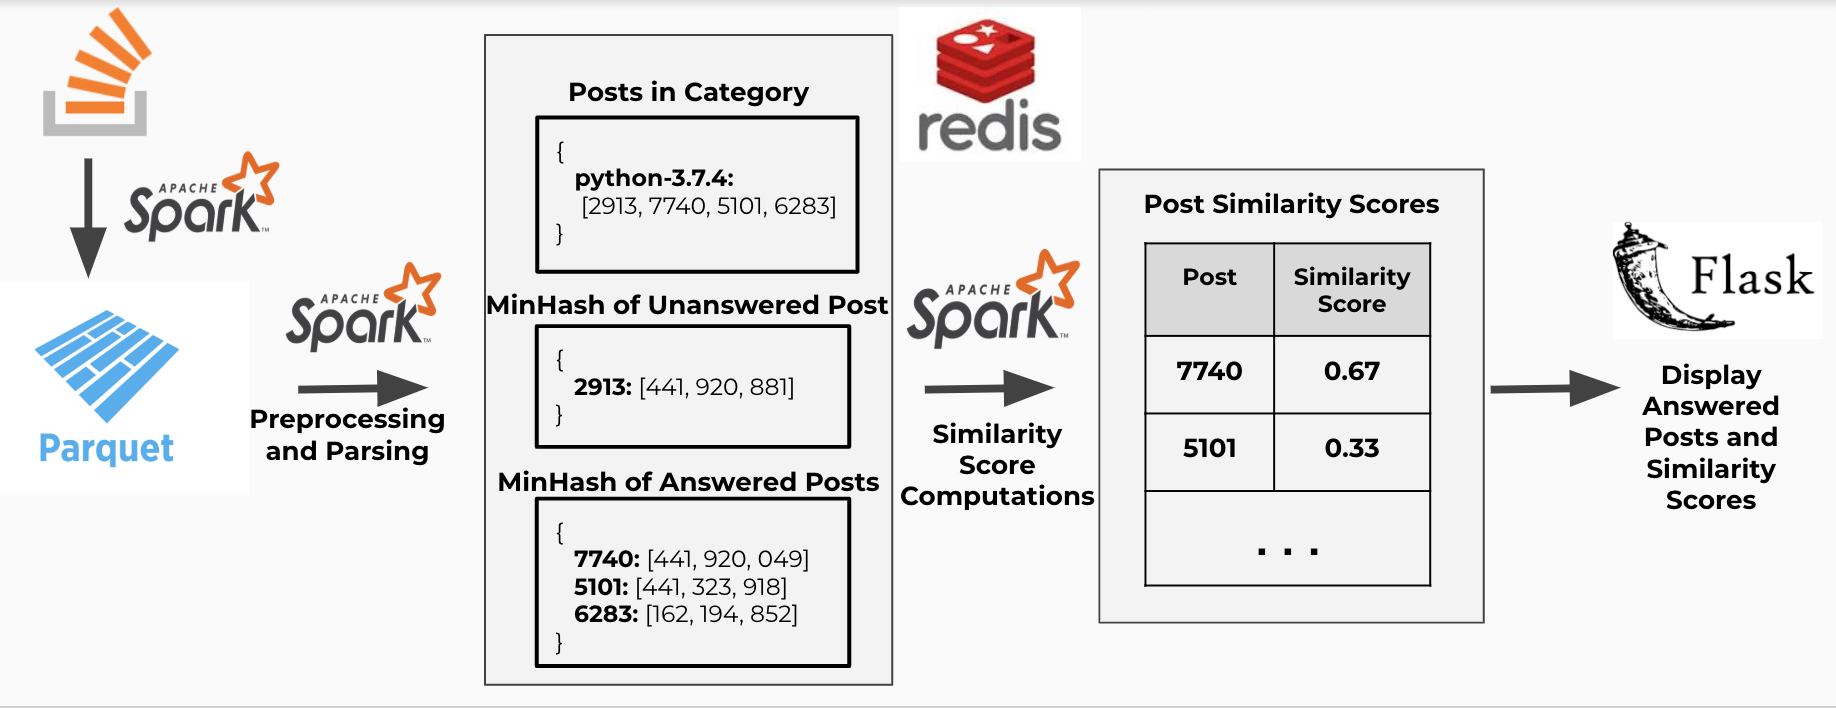 APACHE
Spark™
Parquet
APACHE
Spark™
Preprocessing
and Parsing
Posts in Category
{
python-3.7.4:
[2913, 7740, 5101, 6283]
}
MinHash of Unanswered Post
{
2913: [441, 920, 881]
}
MinHash of Answered Posts
{
7740: [441, 920, 049]
5101: [441, 323, 918]
6283: [162, 194, 852]
}
redis
APACHE
Spark™
Similarity
Score
Computations
Post Similarity Scores
Post Similarity
Score
7740 0.67
5101 0.33
. . .
Flask
Display
Answered
Posts and
Similarity
Scores